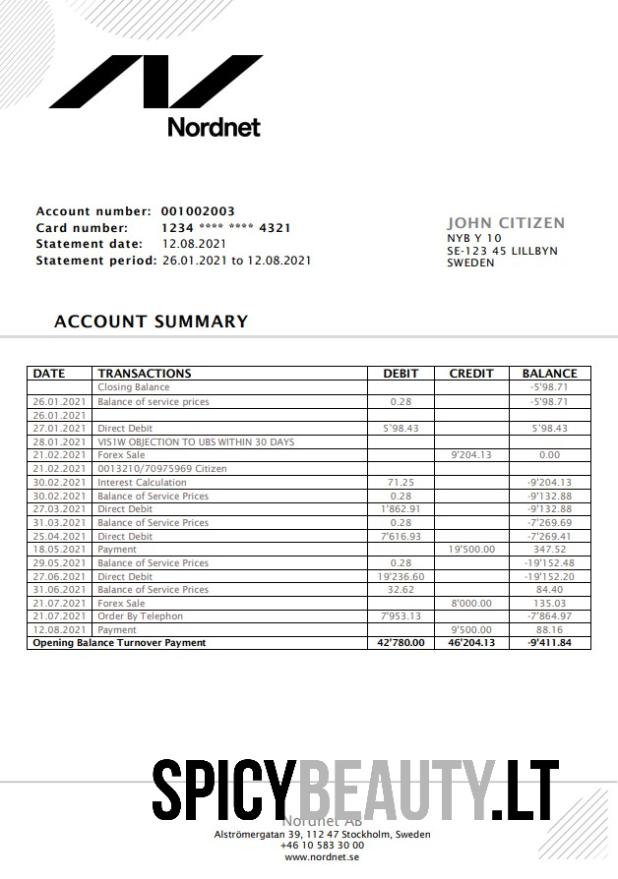 Nordnet
Account number: 001002003
Card number: 1234 **** **** 4321
Statement date: 12.08.2021
Statement period: 26.01.2021 to 12.08.2021
JOHN CITIZEN
NYB Y 10
SE-123 45 LILLBYN
SWEDEN
ACCOUNT SUMMARY
DATE TRANSACTIONS DEBIT CREDIT BALANCE
Closing Balance -5'98.71
26.01.2021 Balance of service prices 0.28 -5'98.71
26.01.2021
27.01.2021 Direct Debit 5'98.43 5'98.43
28.01.2021 VIS1W OBJECTION TO UBS WITHIN 30 DAYS
21.02.2021 Forex Sale 9'204.13 0.00
21.02.2021 0013210/70975969 Citizen
30.02.2021 Interest Calculation 71.25 -9'204.13
30.02.2021 Balance of Service Prices 0.28 -9'132.88
27.03.2021 Direct Debit 1'862.91 -9'132.88
31.03.2021 Balance of Service Prices 0.28 -7'269.69
25.04.2021 Direct Debit 7'616.93 -7'269.41
18.05.2021 Payment 19'500.00 347.52
29.05.2021 Balance of Service Prices 0.28 -19'152.48
27.06.2021 Direct Debit 19'236.60 -19'152.20
31.06.2021 Balance of Service Prices 32.62 84.40
21.07.2021 Forex Sale 8'000.00 135.03
21.07.2021 Order By Telephon 7'953.13 -7'864.97
12.08.2021 Payment 9'500.00 88.16
Opening Balance Turnover Payment 42'780.00 46'204.13 -9'411.84
SPICYBEAUTY.LT
Nordnet AB
Alströmergatan 39, 112 47 Stockholm, Sweden
+46 10 583 30 00
www.nordnet.se